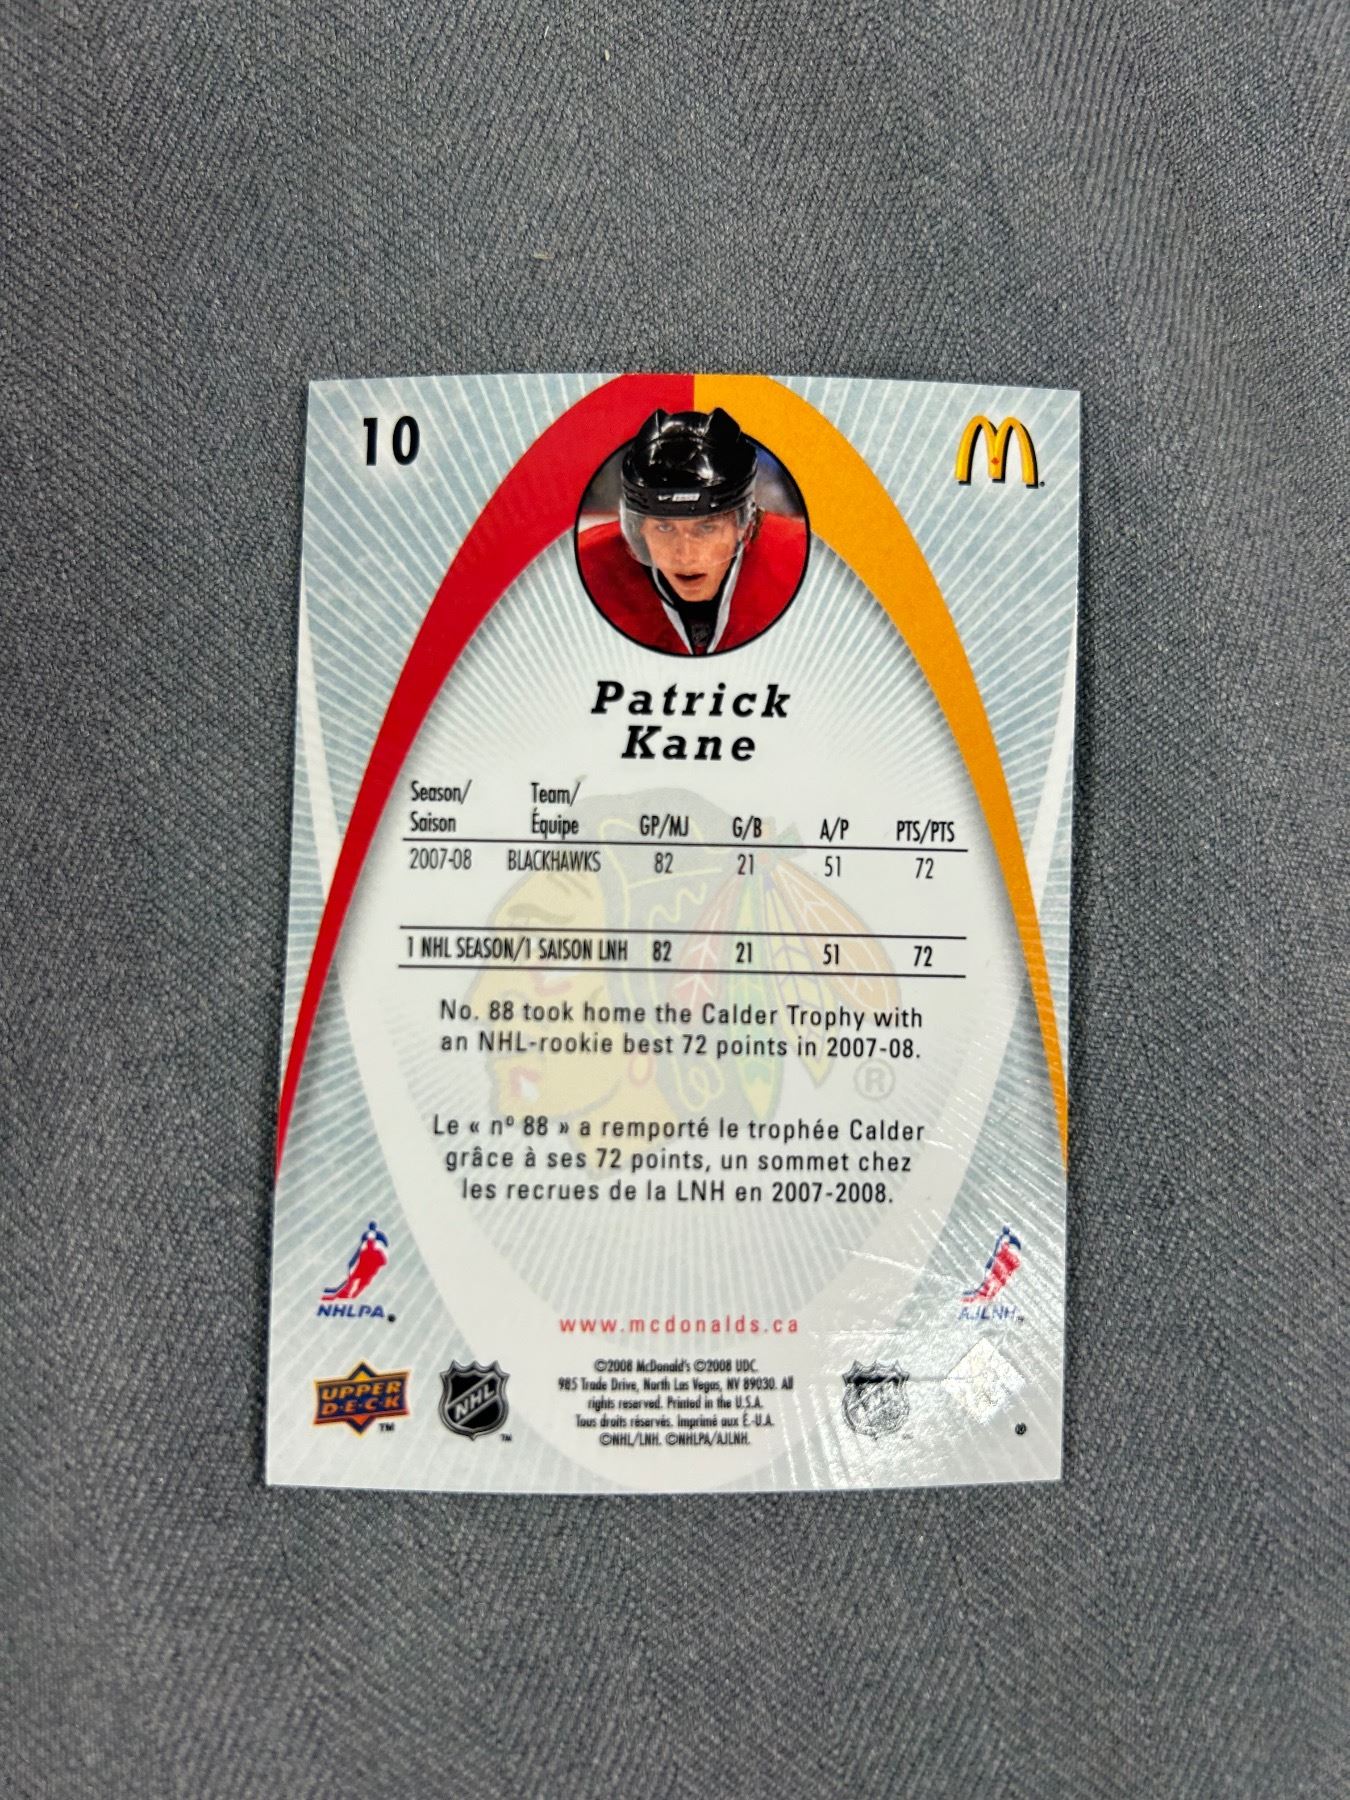 10
Patrick
Kane
Season/ Team/
Saison Équipe GP/MJ G/B A/P PTS/PTS
2007-08 BLACKHAWKS 82 21 51 72
1 NHL SEASON/1 SAISON LNH 82 21 51 72
No. 88 took home the Calder Trophy with
an NHL-rookie best 72 points in 2007-08.
®
Le « nº 88 » a remporté le trophée Calder
grâce à ses 72 points, un sommet chez
les recrues de la LNH en 2007-2008.
NHLPA AJLNH
www.mcdonalds.ca
©2008 McDonald's ©2008 UDC.
985 Trade Drive, North Las Vegas, NV 89030. All
rights reserved. Printed in the U.S.A.
Tous droits réservés. Imprimé aux É.-U.A.
©NHL/LNH. ©NHLPA/AJLNH.
UPPER
DECK™
NHL™